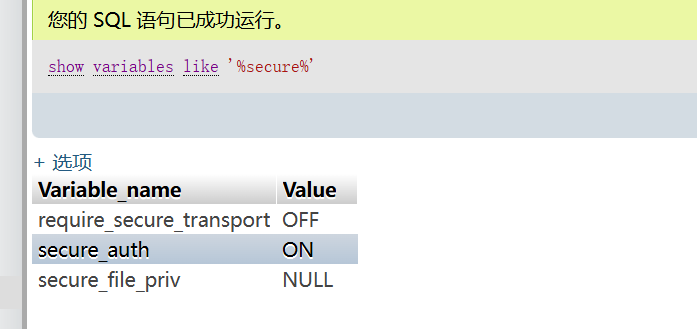 您的 SQL 语句已成功运行。
show variables like '%secure%'
+ 选项
Variable_name Value
require_secure_transport OFF
secure_auth ON
secure_file_priv NULL